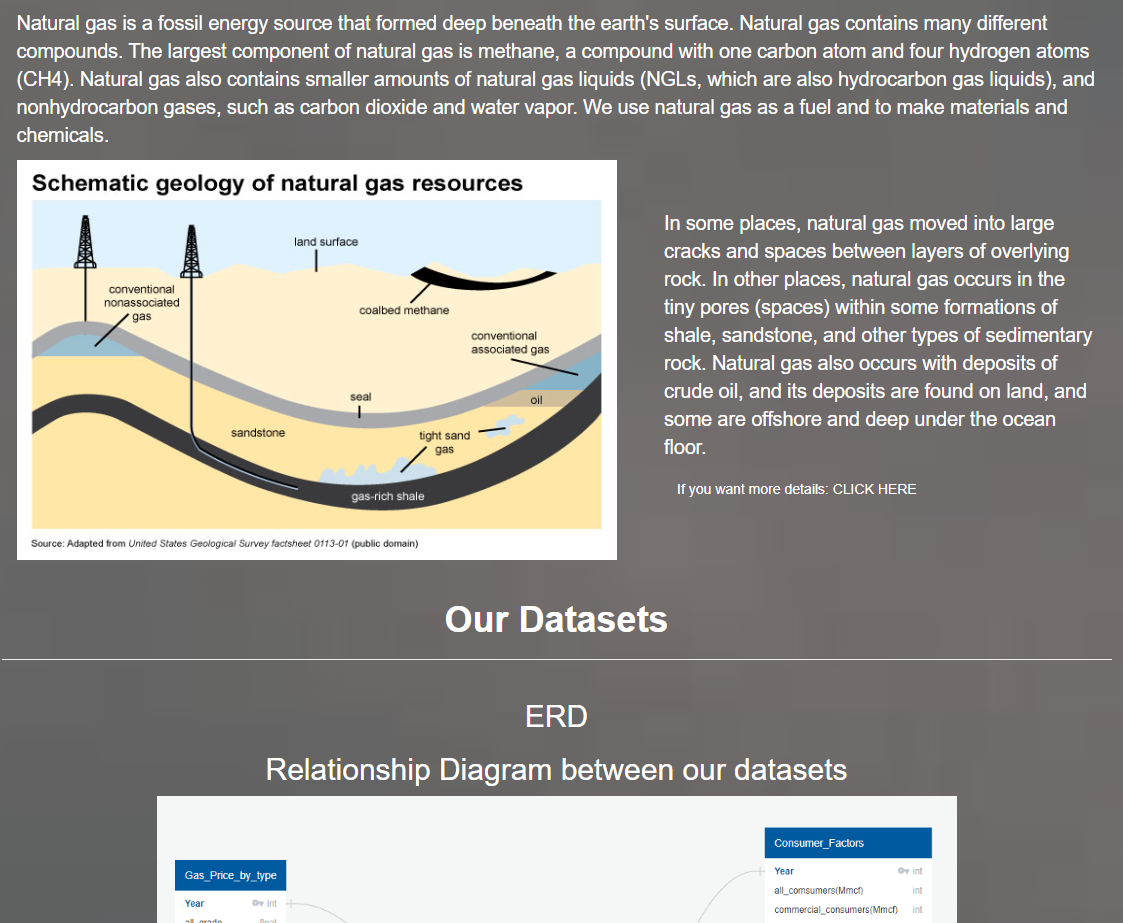 Natural gas is a fossil energy source that formed deep beneath the earth's surface. Natural gas contains many different
compounds. The largest component of natural gas is methane, a compound with one carbon atom and four hydrogen atoms
(CH4). Natural gas also contains smaller amounts of natural gas liquids (NGLs, which are also hydrocarbon gas liquids), and
nonhydrocarbon gases, such as carbon dioxide and water vapor. We use natural gas as a fuel and to make materials and
chemicals.
Schematic geology of natural gas resources
land surface
conventional
nonassociated
gas
coalbed methane
conventional
associated gas
seal
oil
sandstone
tight sand
gas
gas-rich shale
Source: Adapted from United States Geological Survey factsheet 0113-01 (public domain)
In some places, natural gas moved into large
cracks and spaces between layers of overlying
rock. In other places, natural gas occurs in the
tiny pores (spaces) within some formations of
shale, sandstone, and other types of sedimentary
rock. Natural gas also occurs with deposits of
crude oil, and its deposits are found on land, and
some are offshore and deep under the ocean
floor.
If you want more details: CLICK HERE
Our Datasets
ERD
Relationship Diagram between our datasets
Consumer_Factors
Year int
all_comsumers(Mmcf) int
commercial_consumers(Mmcf) int
Gas_Price_by_type
Year int
all_grade float